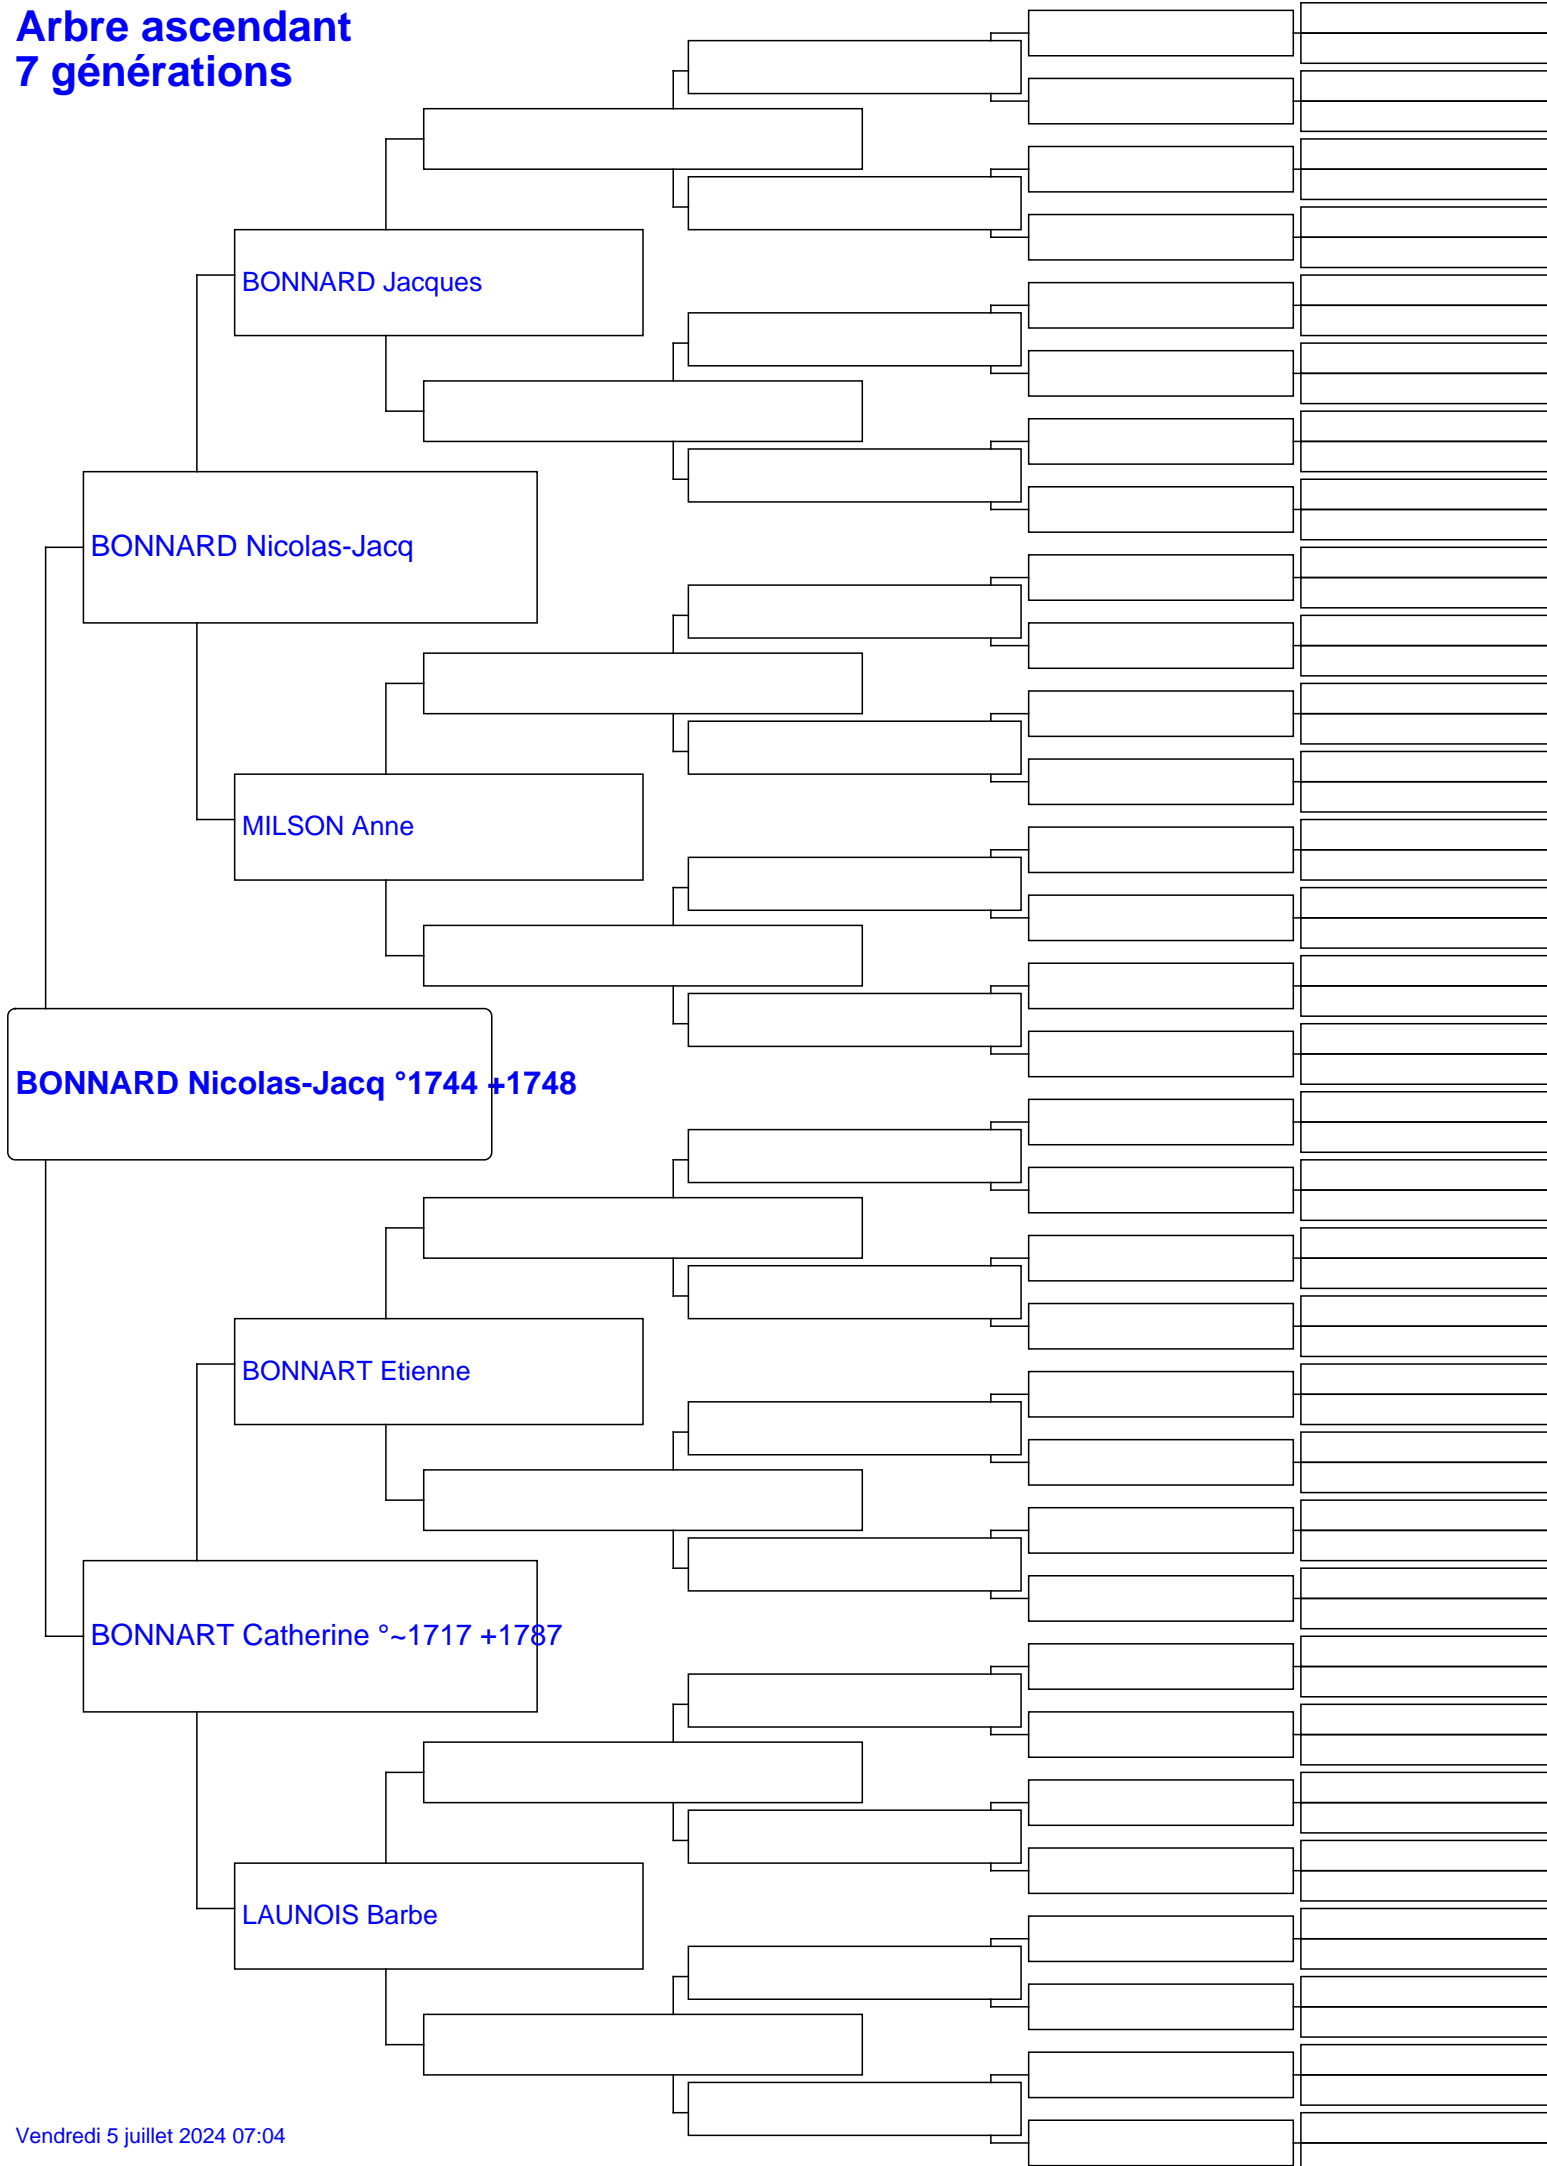 Arbre ascendant
7 générations
BONNARD Jacques
BONNARD Nicolas-Jacq
MILSON Anne
BONNARD Nicolas-Jacq °1744 +1748
BONNART Etienne
BONNART Catherine °~1717 +1787
LAUNOIS Barbe
Vendredi 5 juillet 2024 07:04